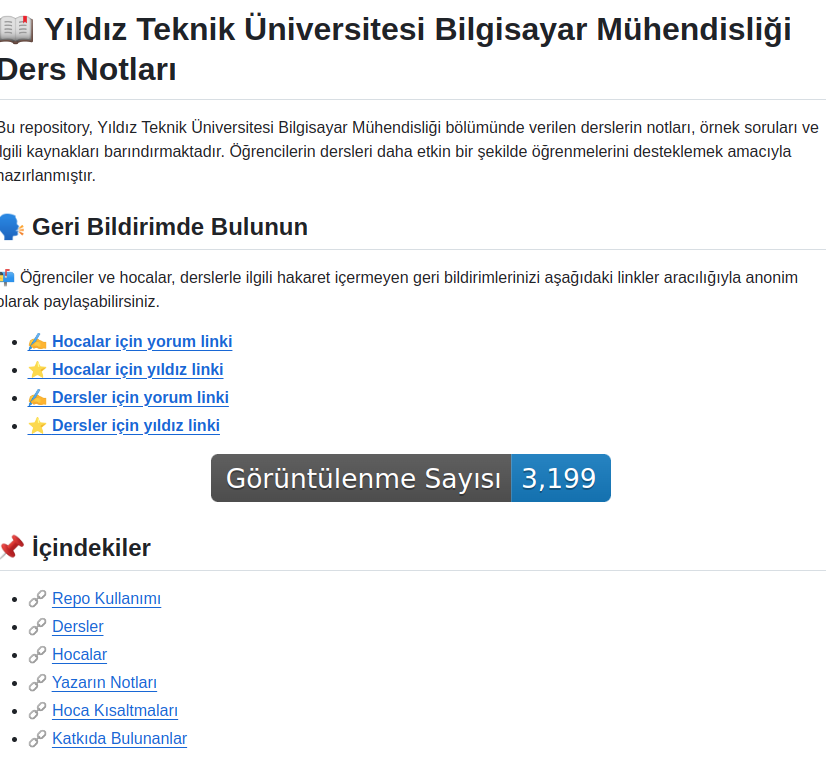 📖 Yıldız Teknik Üniversitesi Bilgisayar Mühendisliği
Ders Notları
Bu repository, Yıldız Teknik Üniversitesi Bilgisayar Mühendisliği bölümünde verilen derslerin notları, örnek soruları ve
ilgili kaynakları barındırmaktadır. Öğrencilerin dersleri daha etkin bir şekilde öğrenmelerini desteklemek amacıyla
hazırlanmıştır.
🗣️ Geri Bildirimde Bulunun
📬 Öğrenciler ve hocalar, derslerle ilgili hakaret içermeyen geri bildirimlerinizi aşağıdaki linkler aracılığıyla anonim
olarak paylaşabilirsiniz.
• ✍️ Hocalar için yorum linki
• ⭐ Hocalar için yıldız linki
• ✍️ Dersler için yorum linki
• ⭐ Dersler için yıldız linki
Görüntülenme Sayısı 3,199
📌 İçindekiler
• 🔗 Repo Kullanımı
• 🔗 Dersler
• 🔗 Hocalar
• 🔗 Yazarın Notları
• 🔗 Hoca Kısaltmaları
• 🔗 Katkıda Bulunanlar